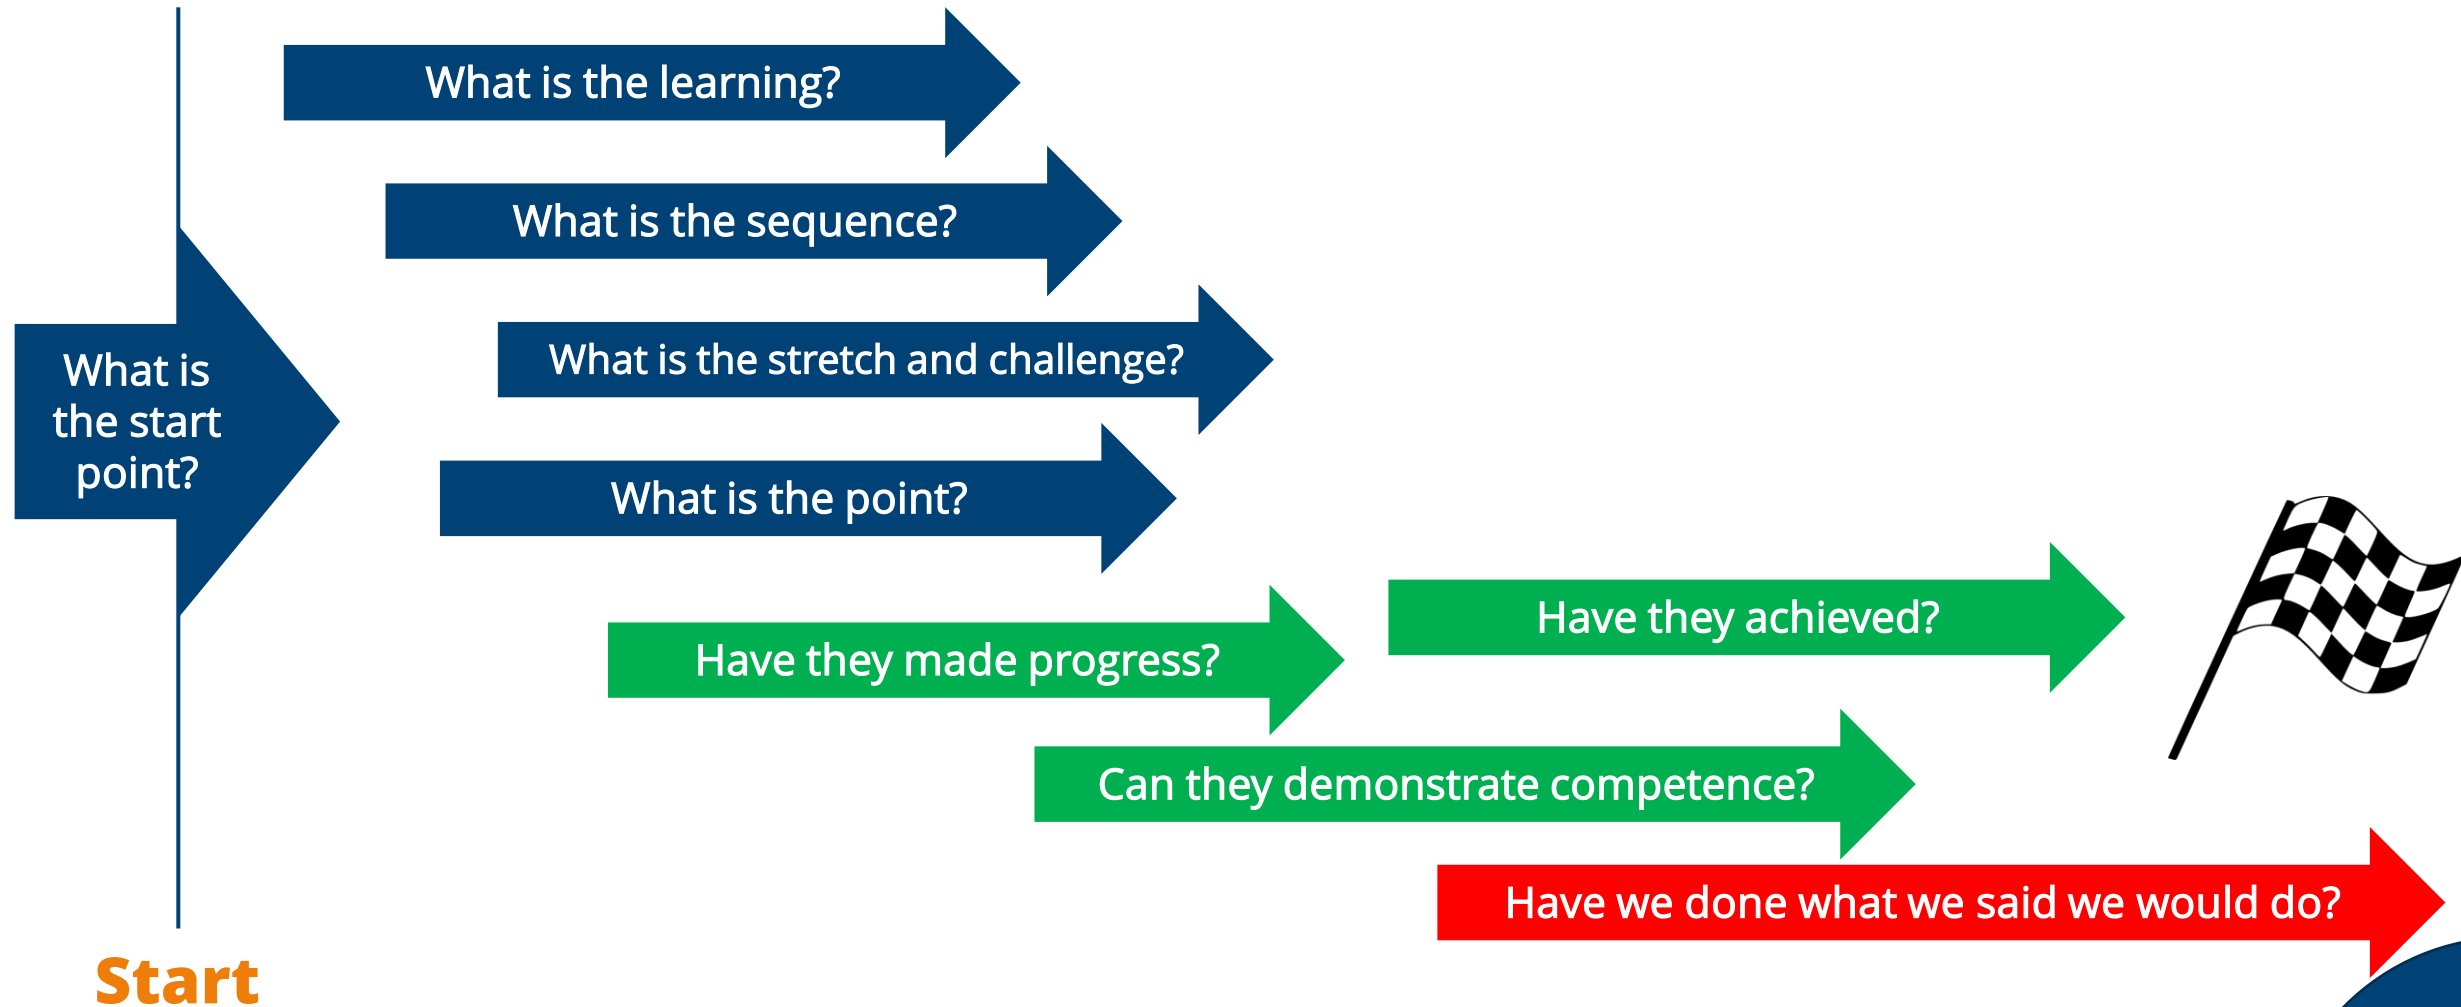 What is the learning?
What is the sequence?
What is the stretch and challenge?
What is
the start
point?
What is the point?
Have they achieved?
Have they made progress?
Can they demonstrate competence?
Have we done what we said we would do?
Start